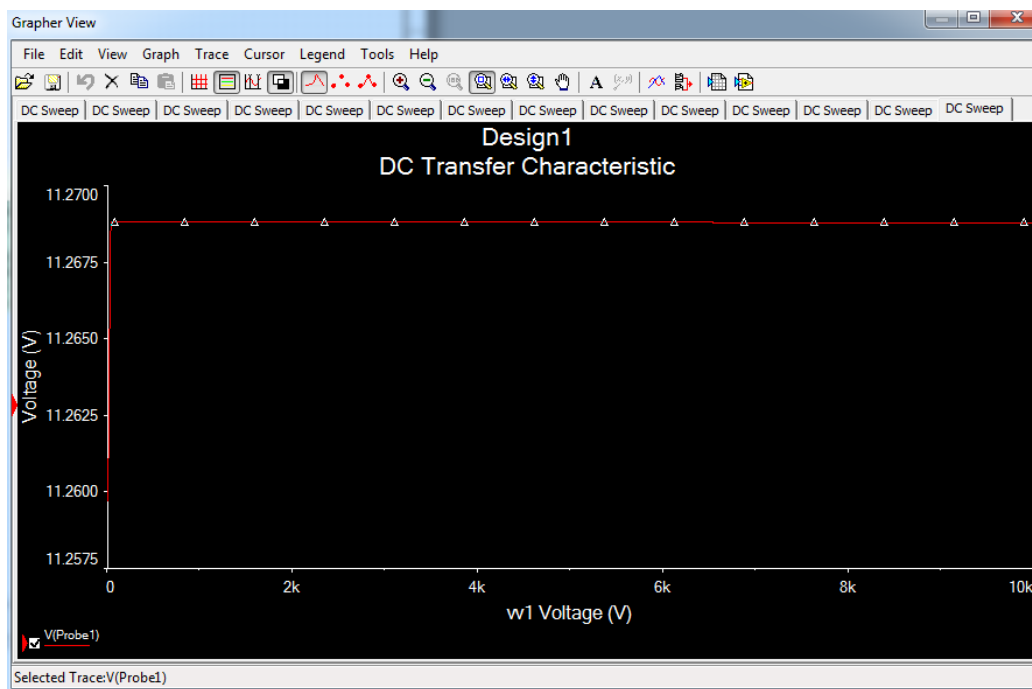 Grapher View
File Edit View Graph Trace Cursor Legend Tools Help
A
DC Sweep DC Sweep DC Sweep DC Sweep DC Sweep DC Sweep DC Sweep DC Sweep DC Sweep DC Sweep DC Sweep DC Sweep DC Sweep DC Sweep
Design1
DC Transfer Characteristic
11.2700
11.2675
11.2650
11.2625
11.2600
11.2575
Voltage (V)
0 2k 4k 6k 8k 10k
vv1 Voltage (V)
V(Probe1)
Selected Trace:V(Probe1)